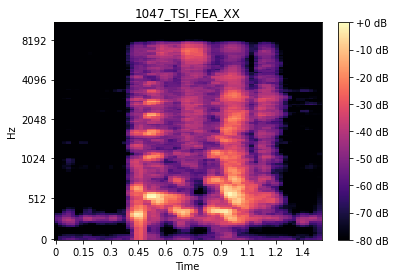 1047_TSI_FEA_XX
+0 dB
8192
-10 dB
4096
-20 dB
-30 dB
2048
Hz
-40 dB
1024
-50 dB
512
-60 dB
-70 dB
0
-80 dB
0 0.15 0.3 0.45 0.6 0.75 0.9 1.1 1.2 1.4
Time